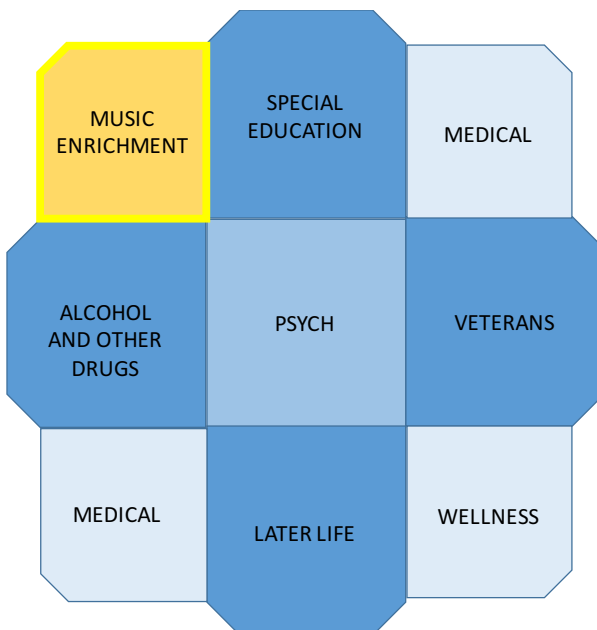 MUSIC
ENRICHMENT
SPECIAL
EDUCATION
MEDICAL
ALCOHOL
AND OTHER
DRUGS
PSYCH
VETERANS
MEDICAL
LATER LIFE
WELLNESS